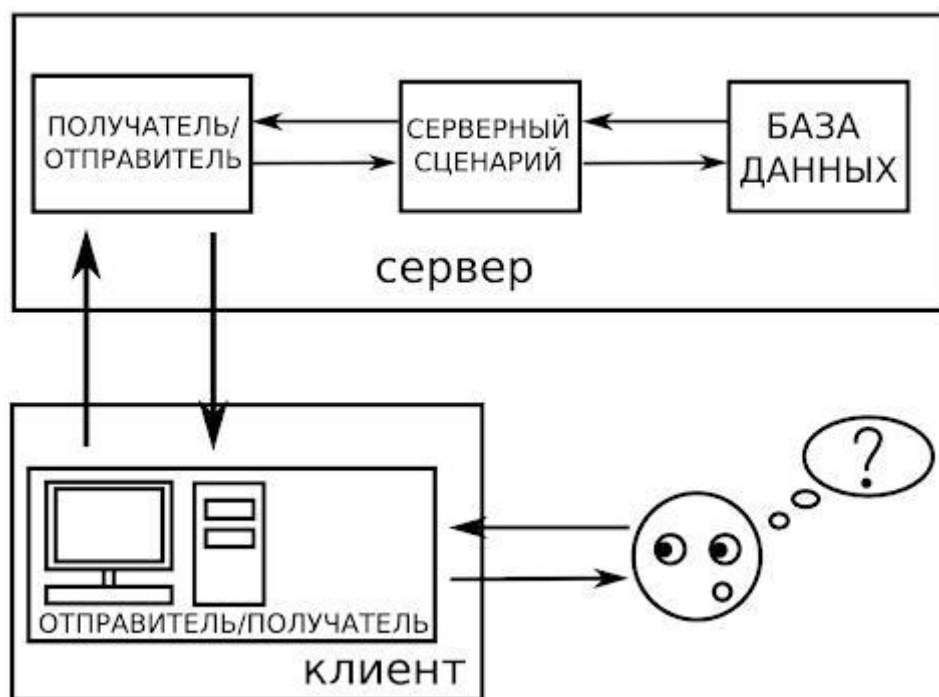 ПОЛУЧАТЕЛЬ/
ОТПРАВИТЕЛЬ
СЕРВЕРНЫЙ
СЦЕНАРИЙ
БАЗА
ДАННЫХ
сервер
?
ОТПРАВИТЕЛЬ/ПОЛУЧАТЕЛЬ
клиент